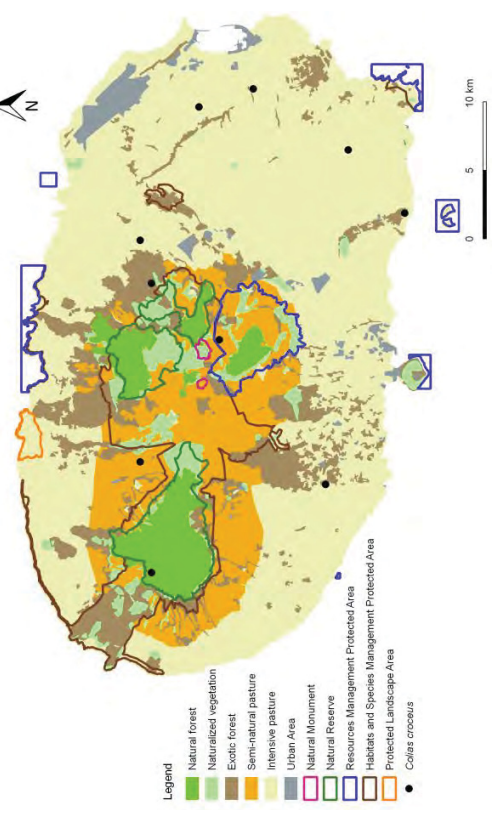 N
Legend
Natural forest
Naturalized vegetation
Exotic forest
Semi-natural pasture
Intensive pasture
Urban Area
Natural Monument
Natural Reserve
Resources Management Protected Area
Habitats and Species Management Protected Area
Protected Landscape Area
Colias croceus
0 5 10 km